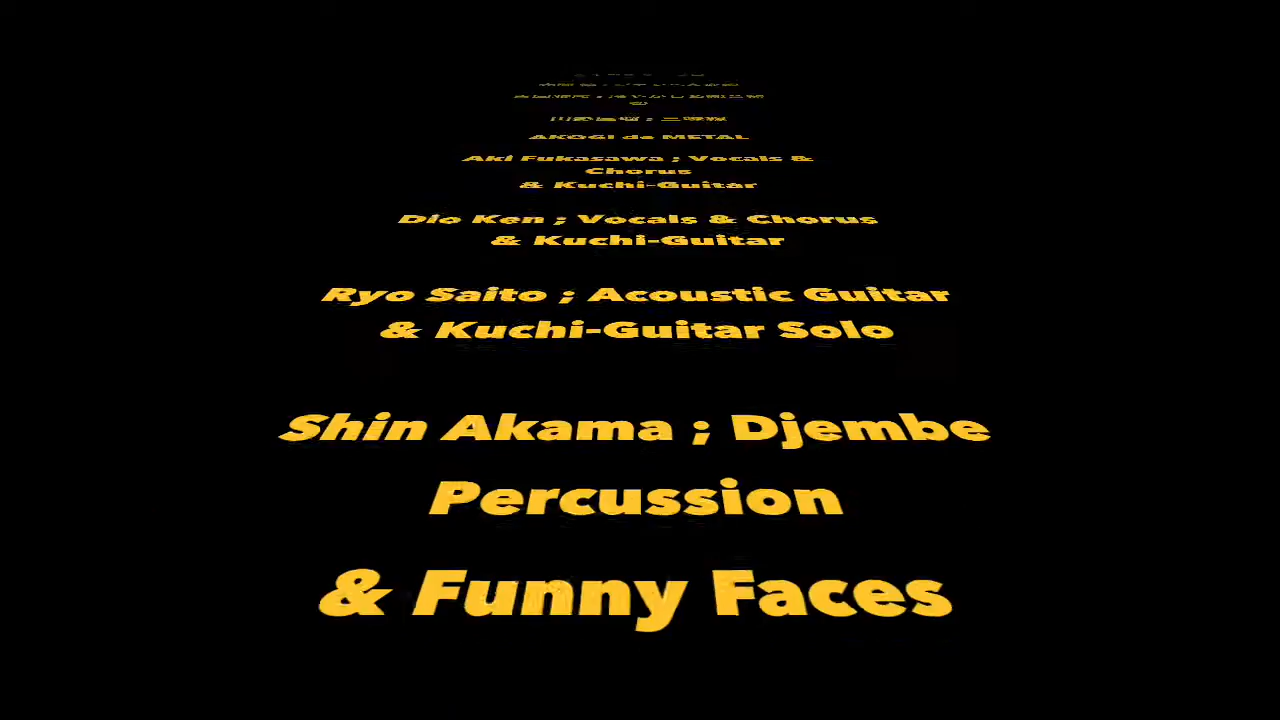 AKOGI de METAL
Aki Fukasawa ; Vocals &
Chorus
& Kuchi-Guitar
Dio Ken ; Vocals & Chorus
& Kuchi-Guitar
Ryo Saito ; Acoustic Guitar
& Kuchi-Guitar Solo
Shin Akama ; Djembe
Percussion
& Funny Faces